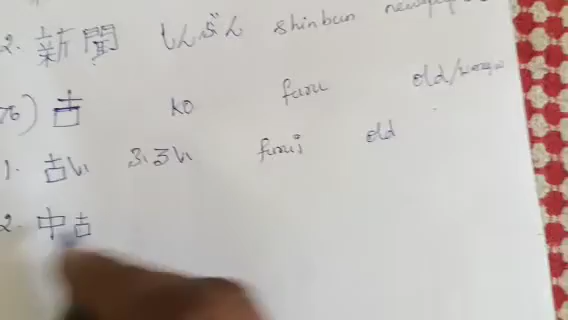 2. 新聞 しんぶん shinbun newspaper
76) 古 KO furu old
1. 古い ふるい furui old
2. 中古